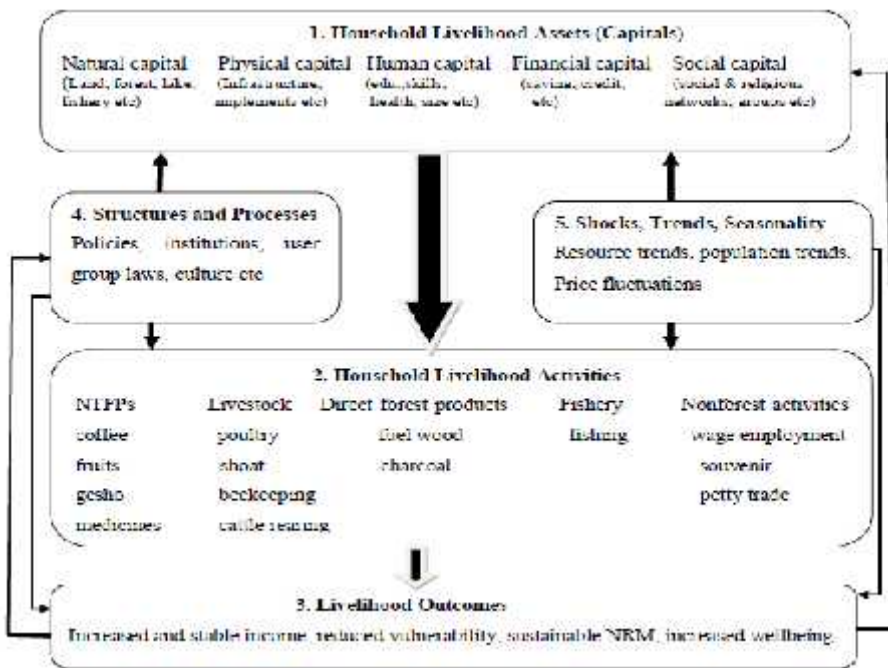 1. Household Livelihood Assets (Capitals)
Natural capital Physical capital Human capital Financial capital Social capital
(Land, forest, lake, (Infrastructure, (edu,skills, (saving, credit, (social & religious
fishery etc) implements etc) health, size etc) etc) networks, groups etc)
4. Structures and Processes
Policies, institutions, user
group laws, culture etc
5. Shocks, Trends, Seasonality
Resource trends, population trends,
Price fluctuations
2. Household Livelihood Activities
NTFPs Livestock Direct forest products Fishery Nonforest activities
coffee poultry fuel wood fishing wage employment
fruits shoat charcoal souvenir
gesho beekeeping petty trade
medicines cattle rearing
3. Livelihood Outcomes
Increased and stable income, reduced vulnerability, sustainable NRM, increased wellbeing